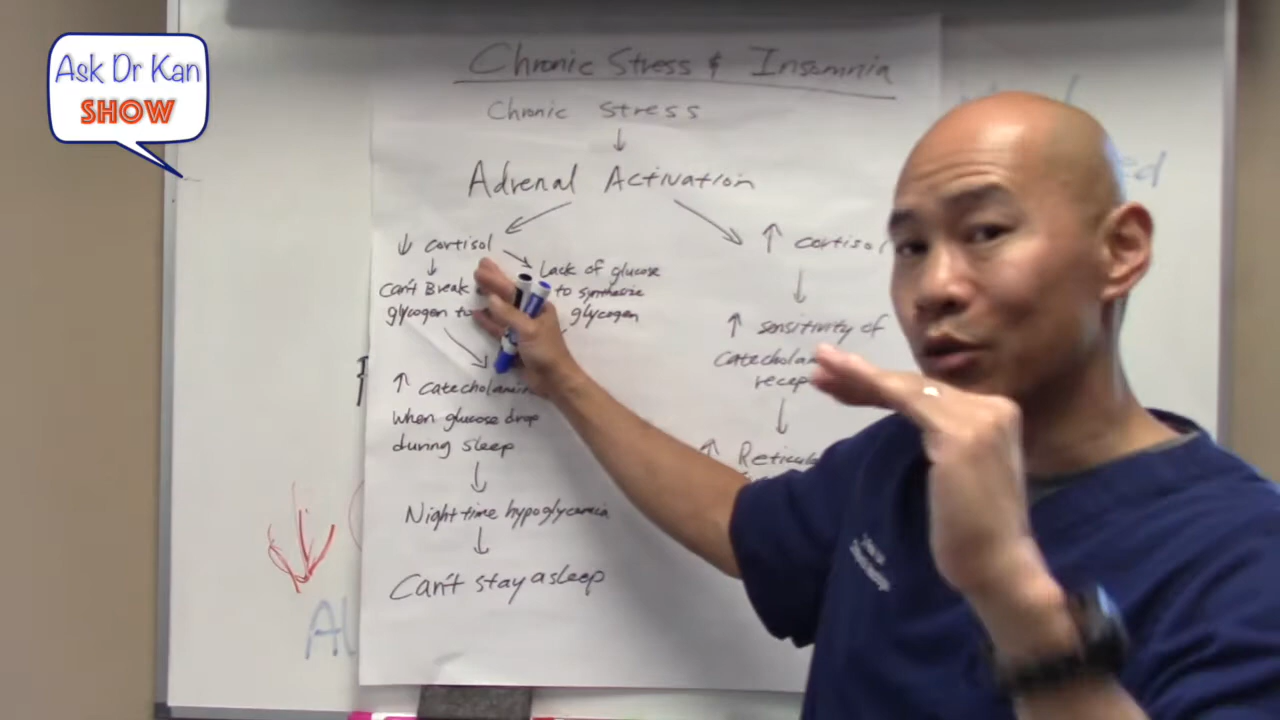 Ask Dr Kan
SHOW
Chronic Stress & Insomnia
Chronic Stress
Adrenal Activation
↓ cortisol
Can't Break
glycogen to
Lack of glucose
to synthesize
glycogen
↑ catecholamin
when glucose drop
during sleep
Night time hypoglycemia
Can't stay asleep
↑ cortisol
↑ sensitivity of
catechola
recep
↑ Reticul